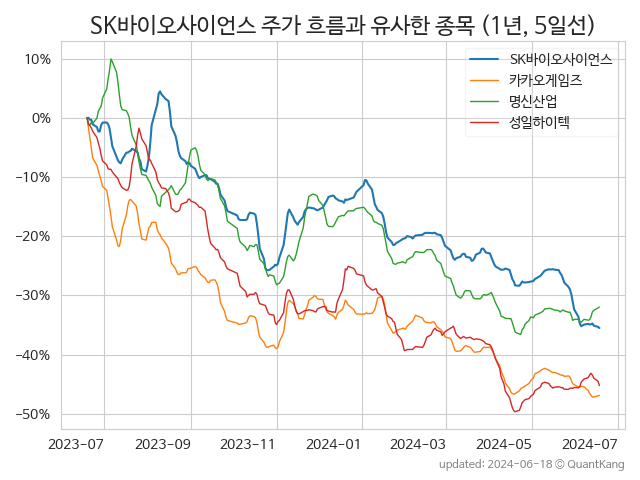 SK바이오사이언스 주가 흐름과 유사한 종목 (1년, 5일선)
SK바이오사이언스
카카오게임즈
명신산업
성일하이텍
10%
0%
−10%
−20%
−30%
−40%
−50%
2023-07 2023-09 2023-11 2024-01 2024-03 2024-05 2024-07
updated: 2024-06-18 © QuantKang